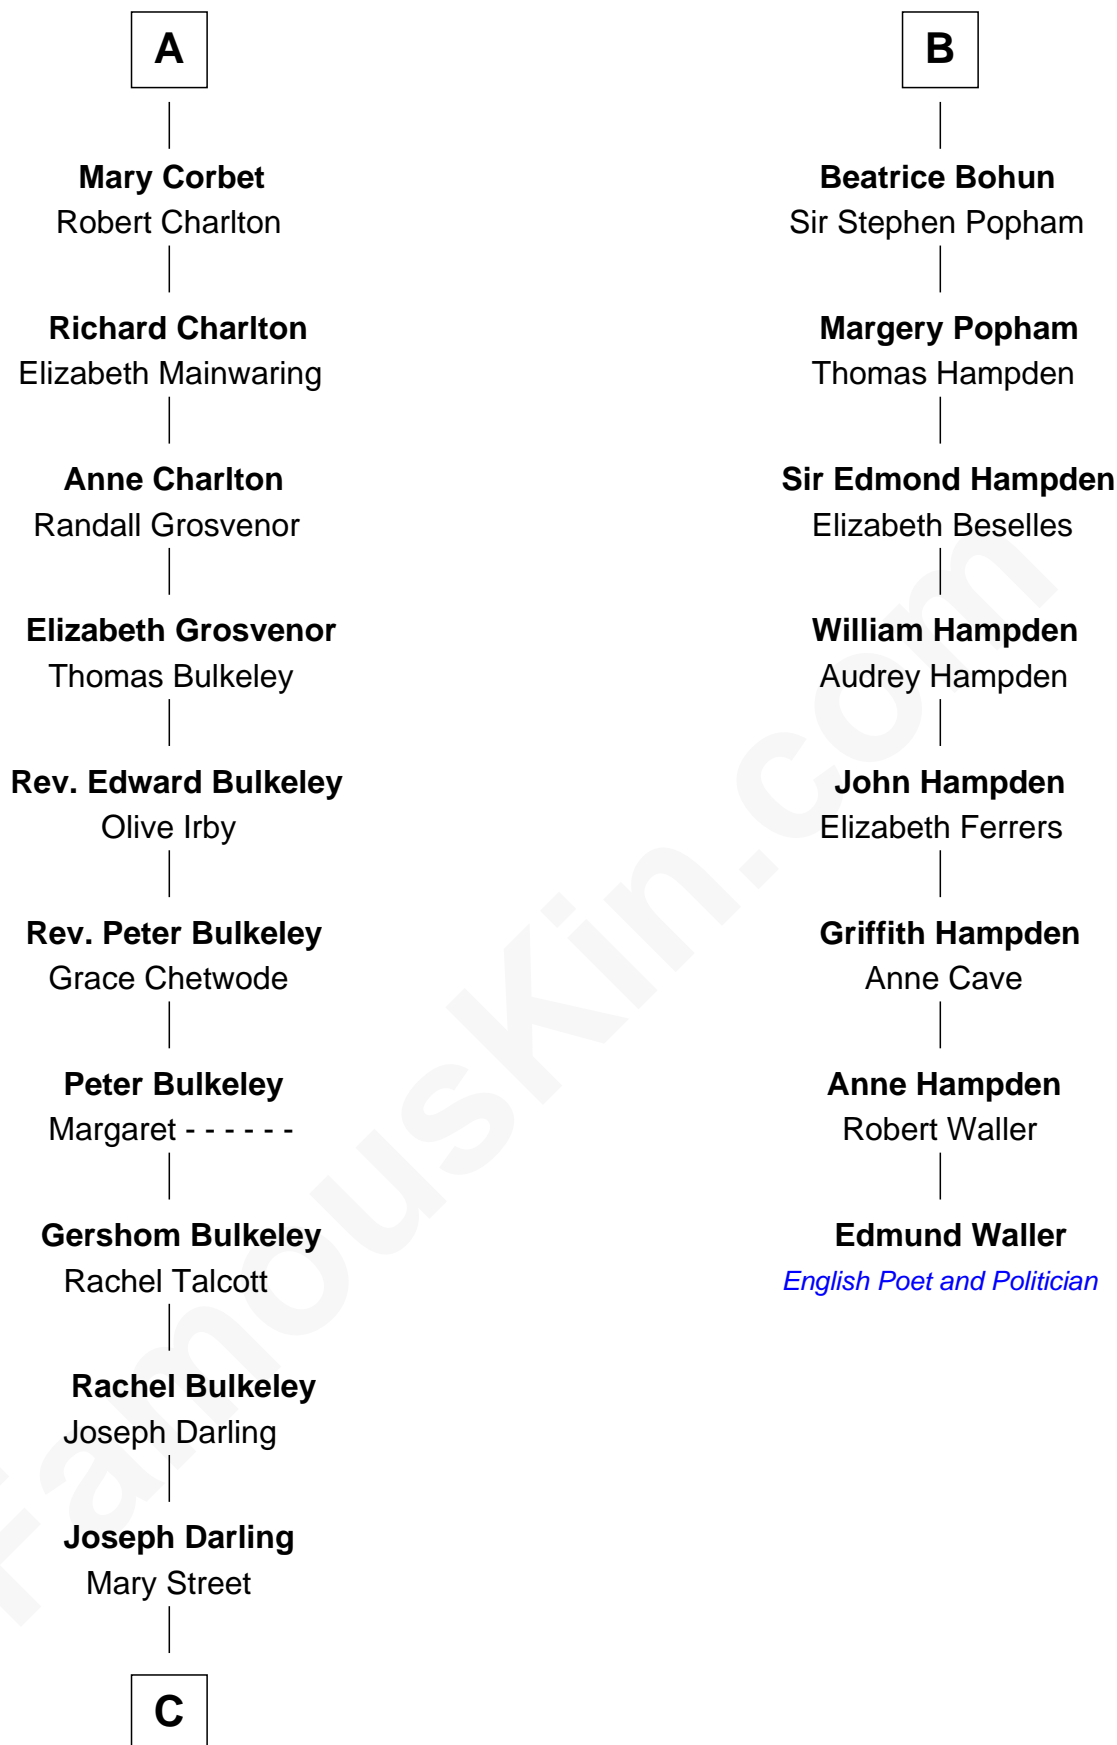 A
Mary Corbet
Robert Charlton
Richard Charlton
Elizabeth Mainwaring
Anne Charlton
Randall Grosvenor
Elizabeth Grosvenor
Thomas Bulkeley
Rev. Edward Bulkeley
Olive Irby
Rev. Peter Bulkeley
Grace Chetwode
Peter Bulkeley
Margaret - - - - - -
Gershom Bulkeley
Rachel Talcott
Rachel Bulkeley
Joseph Darling
Joseph Darling
Mary Street
C
B
Beatrice Bohun
Sir Stephen Popham
Margery Popham
Thomas Hampden
Sir Edmond Hampden
Elizabeth Beselles
William Hampden
Audrey Hampden
John Hampden
Elizabeth Ferrers
Griffith Hampden
Anne Cave
Anne Hampden
Robert Waller
Edmund Waller
English Poet and Politician
FamousKin.com